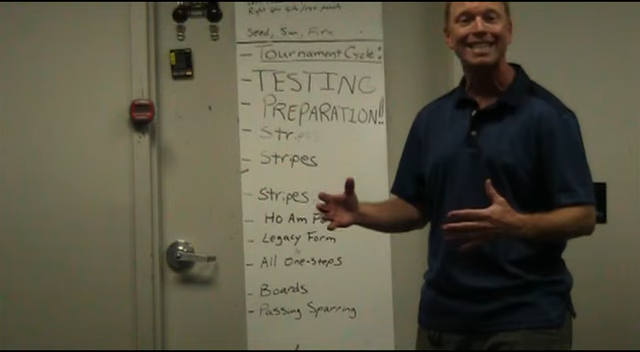 Seed, Sun, Fire
- Tournament Cycle:
- TESTING
- PREPARATION!!
- Stripes
- Stripes
- Stripes
- Ho Am
- Legacy Form
- All One-Steps
- Boards
- Passing Sparring